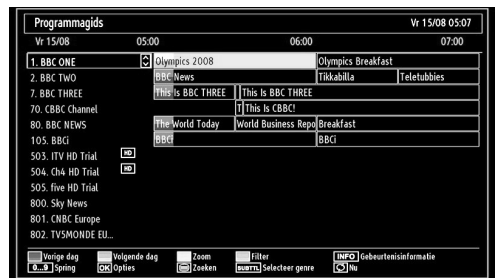 Programmagids Vr 15/08 05:07
Vr 15/08 05:00 06:00 07:00
1. BBC ONE Olympics 2008 Olympics Breakfast
2. BBC TWO BBC News Tikkabilla Teletubbies
7. BBC THREE This Is BBC THREE This Is BBC THREE
70. CBBC Channel T This Is CBBC!
80. BBC NEWS The World Today World Business Repo Breakfast
105. BBCi BBCi BBCi
503. ITV HD Trial HD
504. Ch4 HD Trial HD
505. five HD Trial
800. Sky News
801. CNBC Europe
802. TV5MONDE EU...
Vorige dag Volgende dag Zoom Filter INFO Gebeurtenisinformatie
0...9 Spring OK Opties Zoeken SUBTTL Selecteer genre Nu